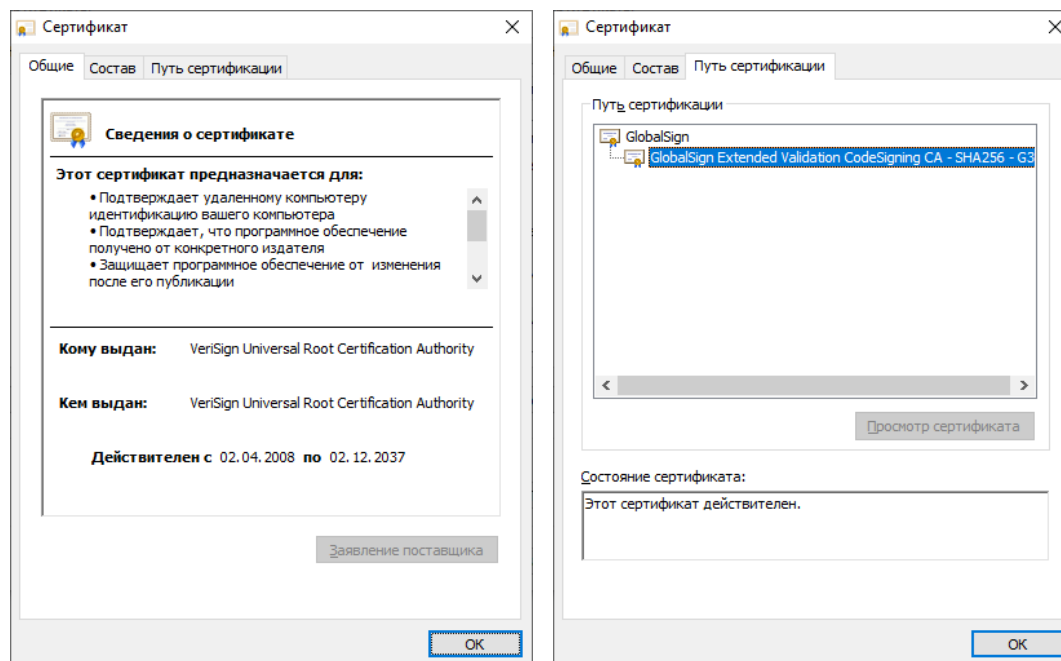 Сертификат
Общие
Состав
Путь сертификации
Сведения о сертификате
Этот сертификат предназначается для:
• Подтверждает удаленному компьютеру
идентификацию вашего компьютера
• Подтверждает, что программное обеспечение
получено от конкретного издателя
• Защищает программное обеспечение от изменения
после его публикации
Кому выдан: VeriSign Universal Root Certification Authority
Кем выдан: VeriSign Universal Root Certification Authority
Действителен с 02.04.2008 по 02.12.2037
Заявление поставщика
OK
Сертификат
Общие
Состав
Путь сертификации
Путь сертификации
GlobalSign
GlobalSign Extended Validation CodeSigning CA - SHA256 - G3
Просмотр сертификата
Состояние сертификата:
Этот сертификат действителен.
OK